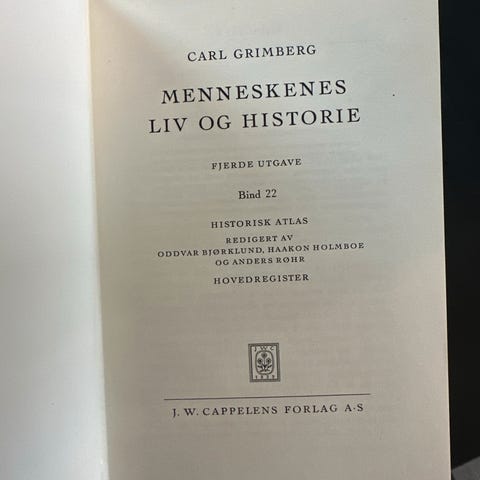 CARL GRIMBERG
MENNESKENES
LIV OG HISTORIE
FJERDE UTGAVE
Bind 22
HISTORISK ATLAS
REDIGERT AV
ODDVAR BJØRKLUND, HAAKON HOLMBOE
OG ANDERS RØHR
HOVEDREGISTER
J.W.C
J. W. CAPPELENS FORLAG A·S